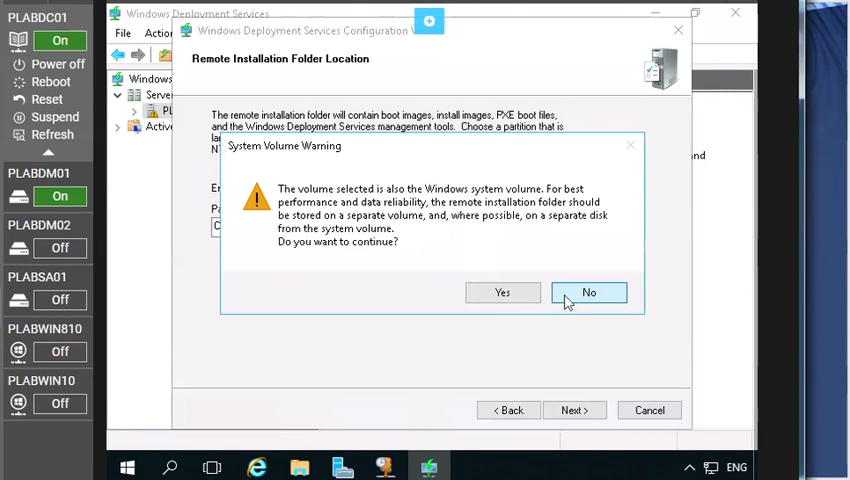 PLABDC01
On
Power off
Reboot
Reset
Suspend
Refresh
PLABDM01
On
PLABDM02
Off
PLABSA01
Off
PLABWIN810
Off
PLABWIN10
Off
Windows Deployment Services
File
Windows Deployment Services Configuration
Remote Installation Folder Location
The remote installation folder will contain boot images, install images, PXE boot files,
and the Windows Deployment Services management tools. Choose a partition that is
System Volume Warning
The volume selected is also the Windows system volume. For best
performance and data reliability, the remote installation folder should
be stored on a separate volume, and, where possible, on a separate disk
from the system volume.
Do you want to continue?
Yes
No
< Back
Next >
Cancel
ENG